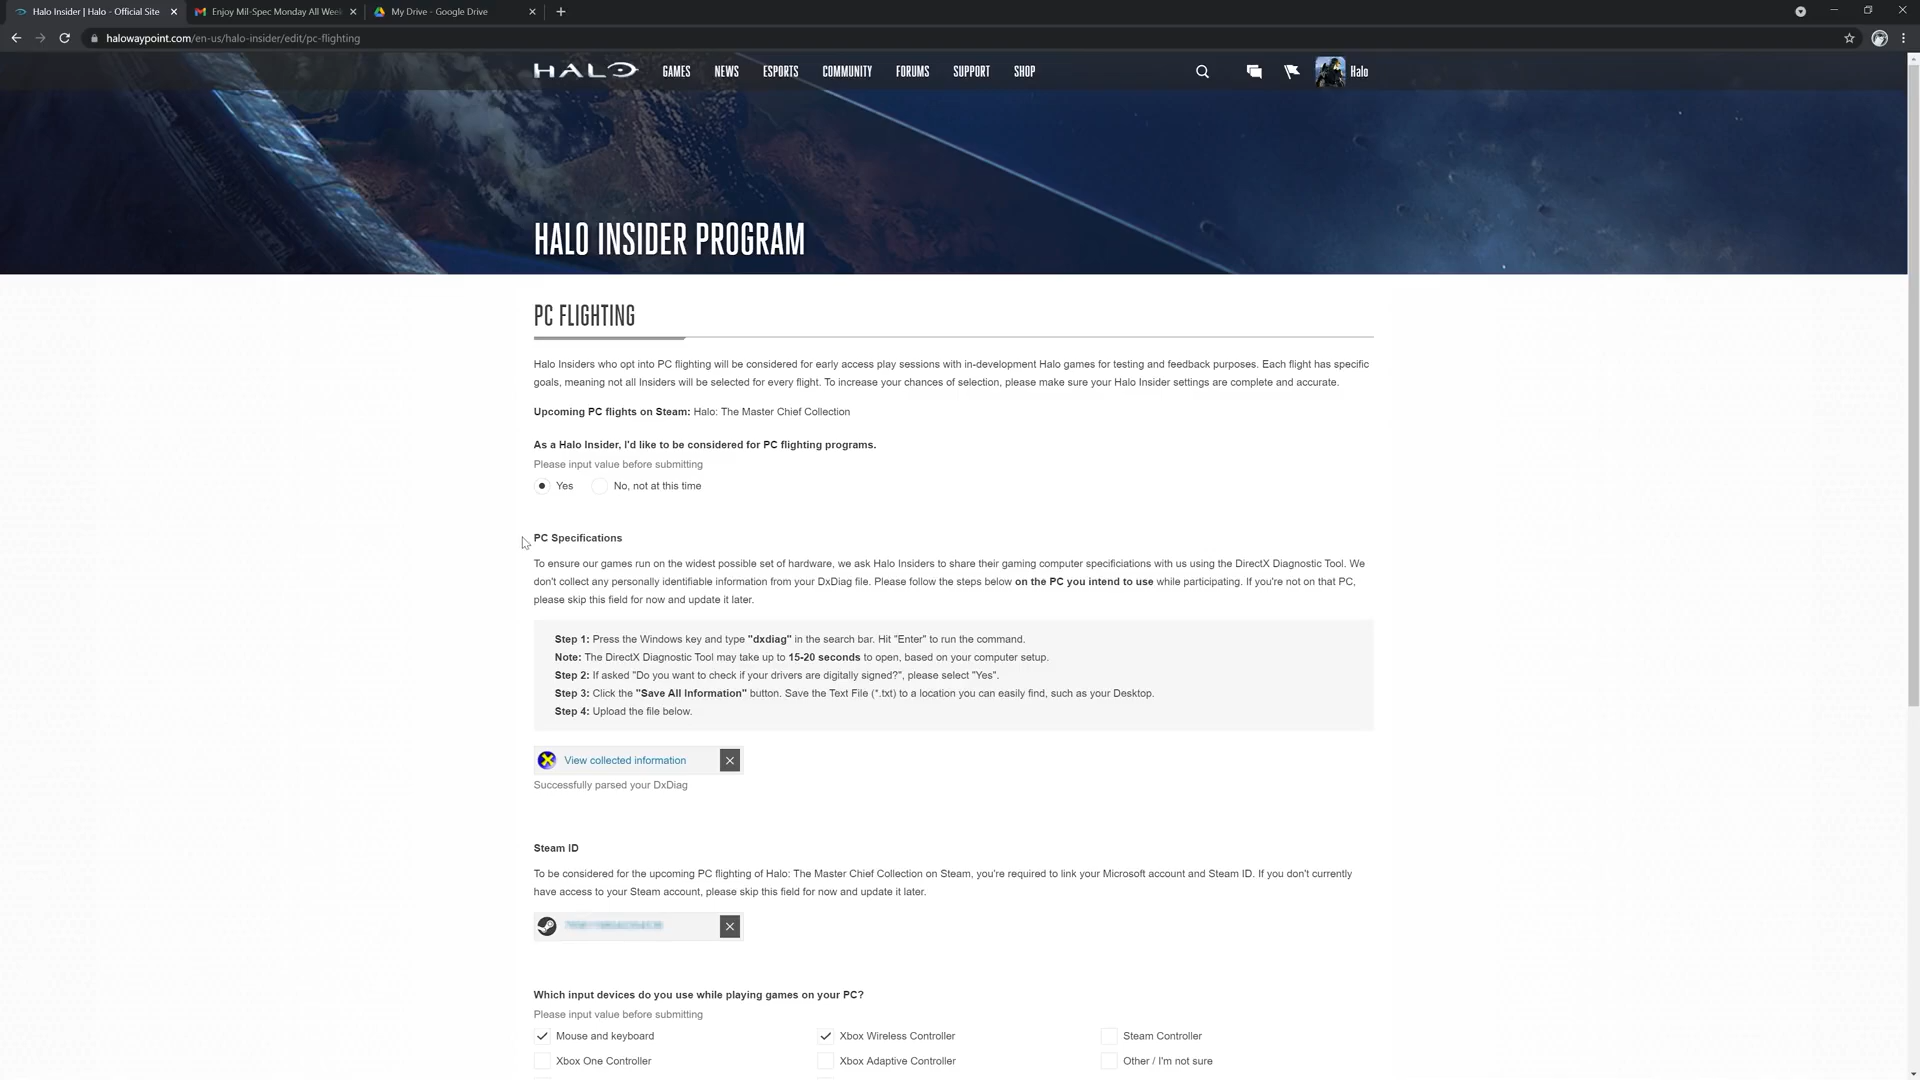 Halo Insider | Halo - Official Site
Enjoy Mil-Spec Monday All Week
My Drive - Google Drive
halowaypoint.com/en-us/halo-insider/edit/pc-flighting
HALO GAMES NEWS ESPORTS COMMUNITY FORUMS SUPPORT SHOP Halo
HALO INSIDER PROGRAM
PC FLIGHTING
Halo Insiders who opt into PC flighting will be considered for early access play sessions with in-development Halo games for testing and feedback purposes. Each flight has specific
goals, meaning not all Insiders will be selected for every flight. To increase your chances of selection, please make sure your Halo Insider settings are complete and accurate.
Upcoming PC flights on Steam: Halo: The Master Chief Collection
As a Halo Insider, I'd like to be considered for PC flighting programs.
Please input value before submitting
Yes No, not at this time
PC Specifications
To ensure our games run on the widest possible set of hardware, we ask Halo Insiders to share their gaming computer specificiations with us using the DirectX Diagnostic Tool. We
don't collect any personally identifiable information from your DxDiag file. Please follow the steps below on the PC you intend to use while participating. If you're not on that PC,
please skip this field for now and update it later.
Step 1: Press the Windows key and type "dxdiag" in the search bar. Hit "Enter" to run the command.
Note: The DirectX Diagnostic Tool may take up to 15-20 seconds to open, based on your computer setup.
Step 2: If asked "Do you want to check if your drivers are digitally signed?", please select "Yes".
Step 3: Click the "Save All Information" button. Save the Text File (*.txt) to a location you can easily find, such as your Desktop.
Step 4: Upload the file below.
View collected information
Successfully parsed your DxDiag
Steam ID
To be considered for the upcoming PC flighting of Halo: The Master Chief Collection on Steam, you're required to link your Microsoft account and Steam ID. If you don't currently
have access to your Steam account, please skip this field for now and update it later.
Which input devices do you use while playing games on your PC?
Please input value before submitting
Mouse and keyboard Xbox Wireless Controller Steam Controller
Xbox One Controller Xbox Adaptive Controller Other / I'm not sure